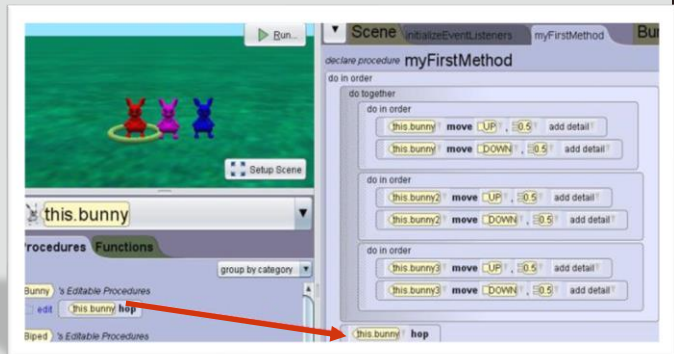 Run...
Setup Scene
this.bunny
Procedures Functions
group by category
Bunny 's Editable Procedures
edit this.bunny hop
Biped 's Editable Procedures
Scene initializeEventListeners myFirstMethod Bun
declare procedure myFirstMethod
do in order
do together
do in order
this.bunny move UP , 0.5 add detail
this.bunny move DOWN , 0.5 add detail
do in order
this.bunny2 move UP , 0.5 add detail
this.bunny2 move DOWN , 0.5 add detail
do in order
this.bunny3 move UP , 0.5 add detail
this.bunny3 move DOWN , 0.5 add detail
this.bunny hop